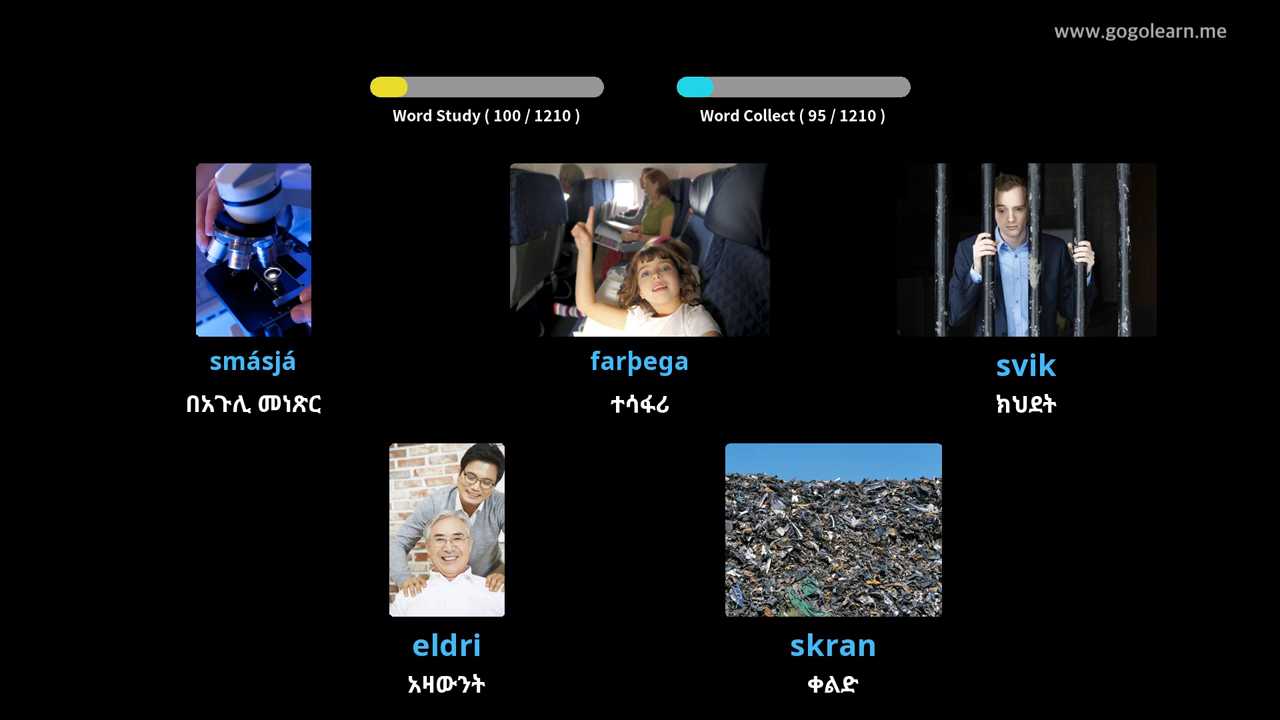 www.gogolearn.me
Word Study ( 100 / 1210 )
Word Collect ( 95 / 1210 )
smásjá
በአጉሊ መነጽር
farþega
ተሳፋሪ
svik
ክህደት
eldri
አዛውንት
skran
ቀልድ